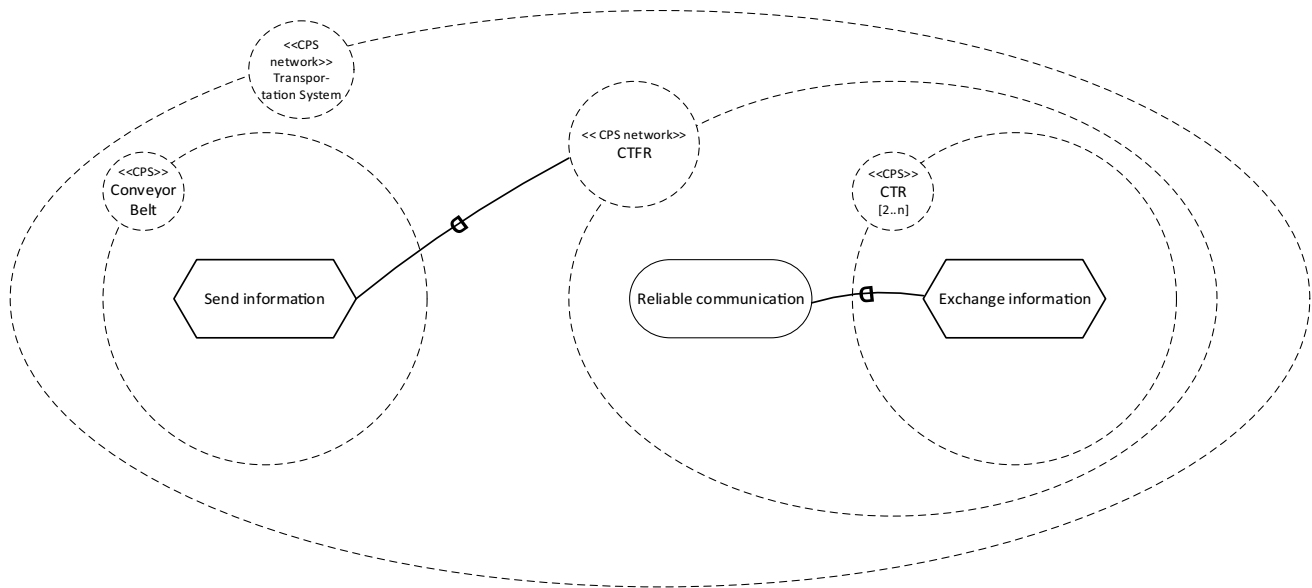 <<CPS
network>>
Transpor-
tation System
<<CPS>>
Conveyor
Belt
Send information
D
<< CPS network>>
CTFR
Reliable communication
D
<<CPS>>
CTR
[2..n]
Exchange information